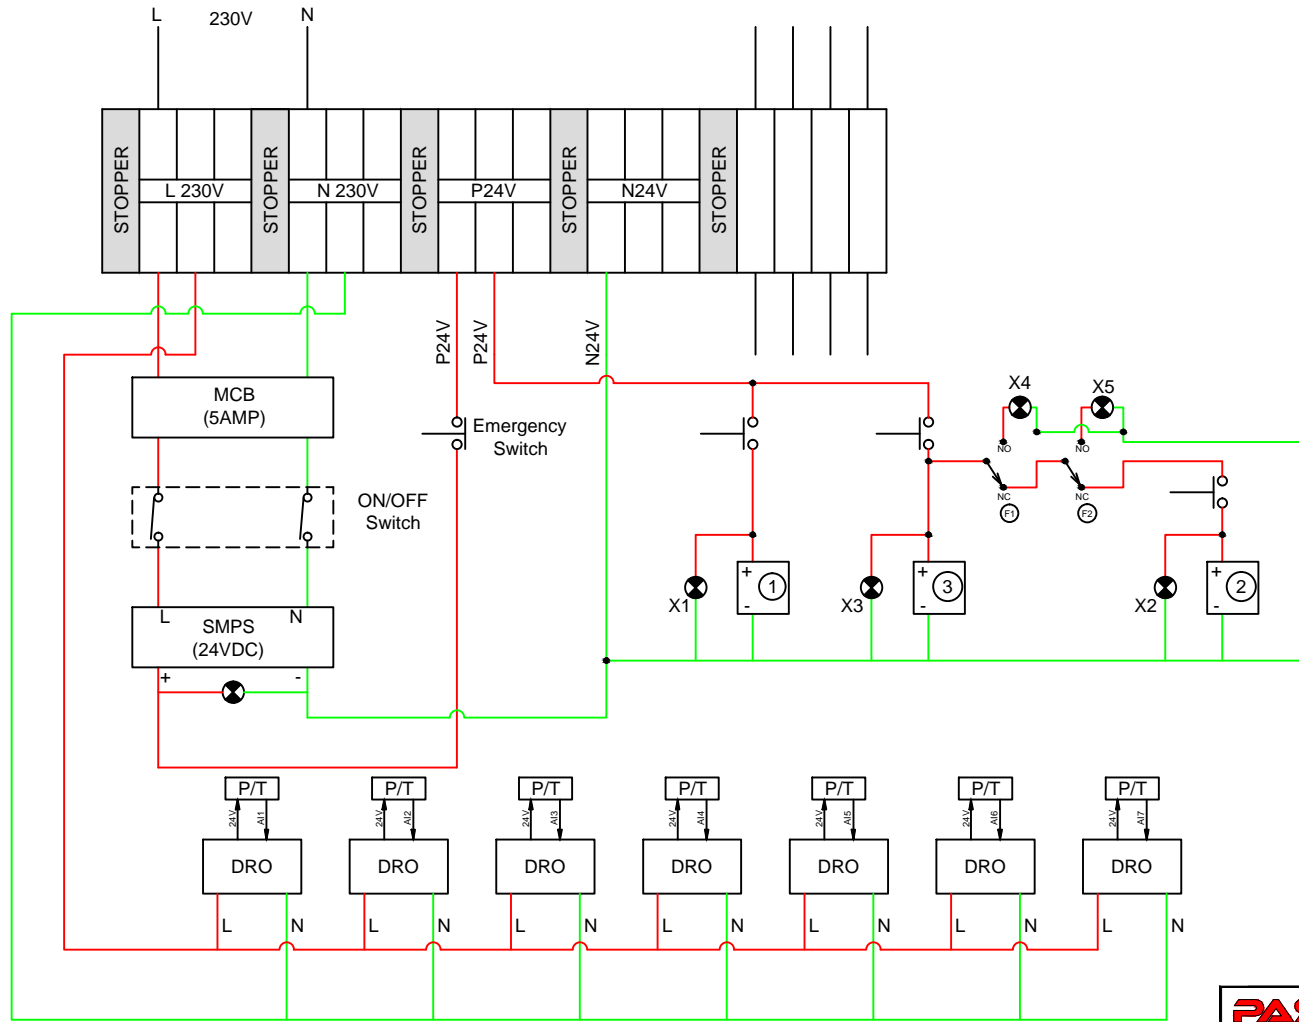 L 230V N
STOPPER L 230V STOPPER N 230V STOPPER P24V STOPPER N24V STOPPER
P24V P24V N24V
MCB
(5AMP)
Emergency
Switch
ON/OFF
Switch
X4 X5
NO NO
NC NC
F1 F2
L N
SMPS
(24VDC)
+ -
X1 + 1 -
X3 + 3 -
X2 + 2 -
P/T P/T P/T P/T P/T P/T P/T
24V AI1 24V AI2 24V AI3 24V AI4 24V AI5 24V AI6 24V AI7
DRO DRO DRO DRO DRO DRO DRO
L N L N L N L N L N L N L N